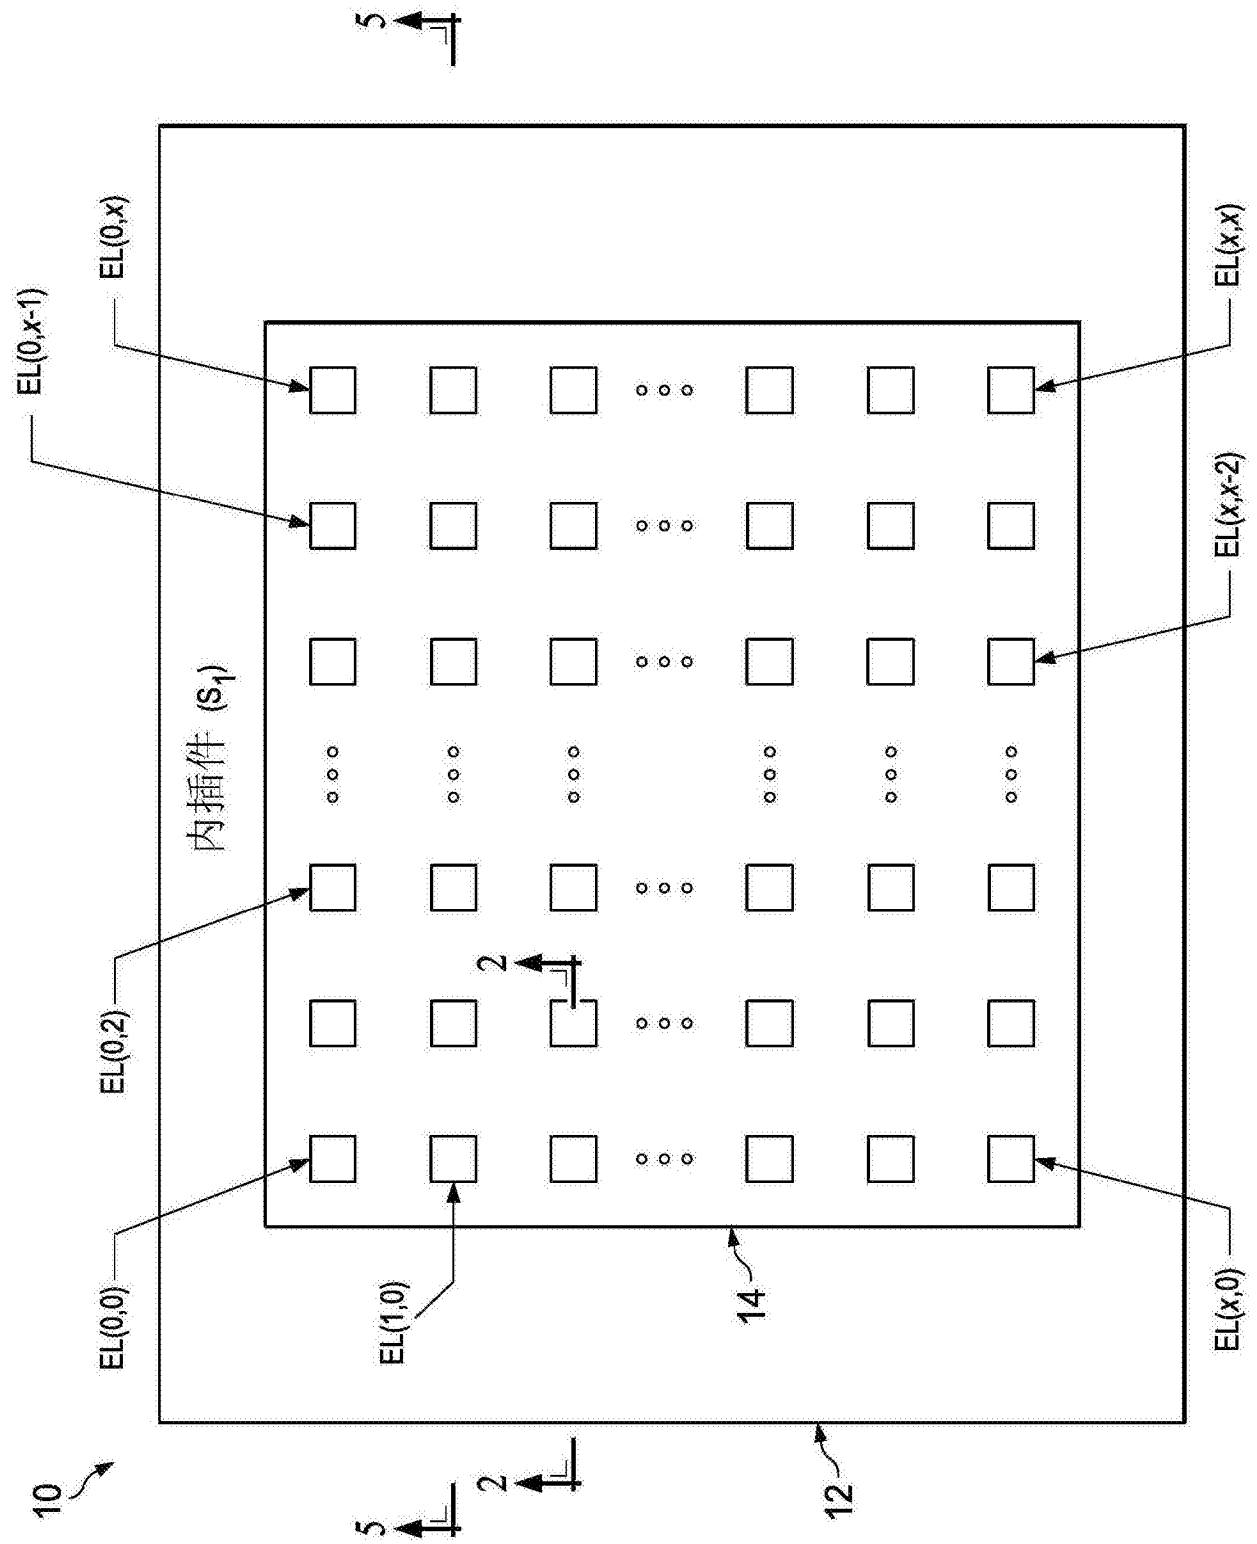 10
EL(0,0)
EL(0,2)
EL(0,x-1)
EL(0,x)
内插件 (S1)
5
5
EL(1,0)
2
2
14
12
EL(x,0)
EL(x,x-2)
EL(x,x)